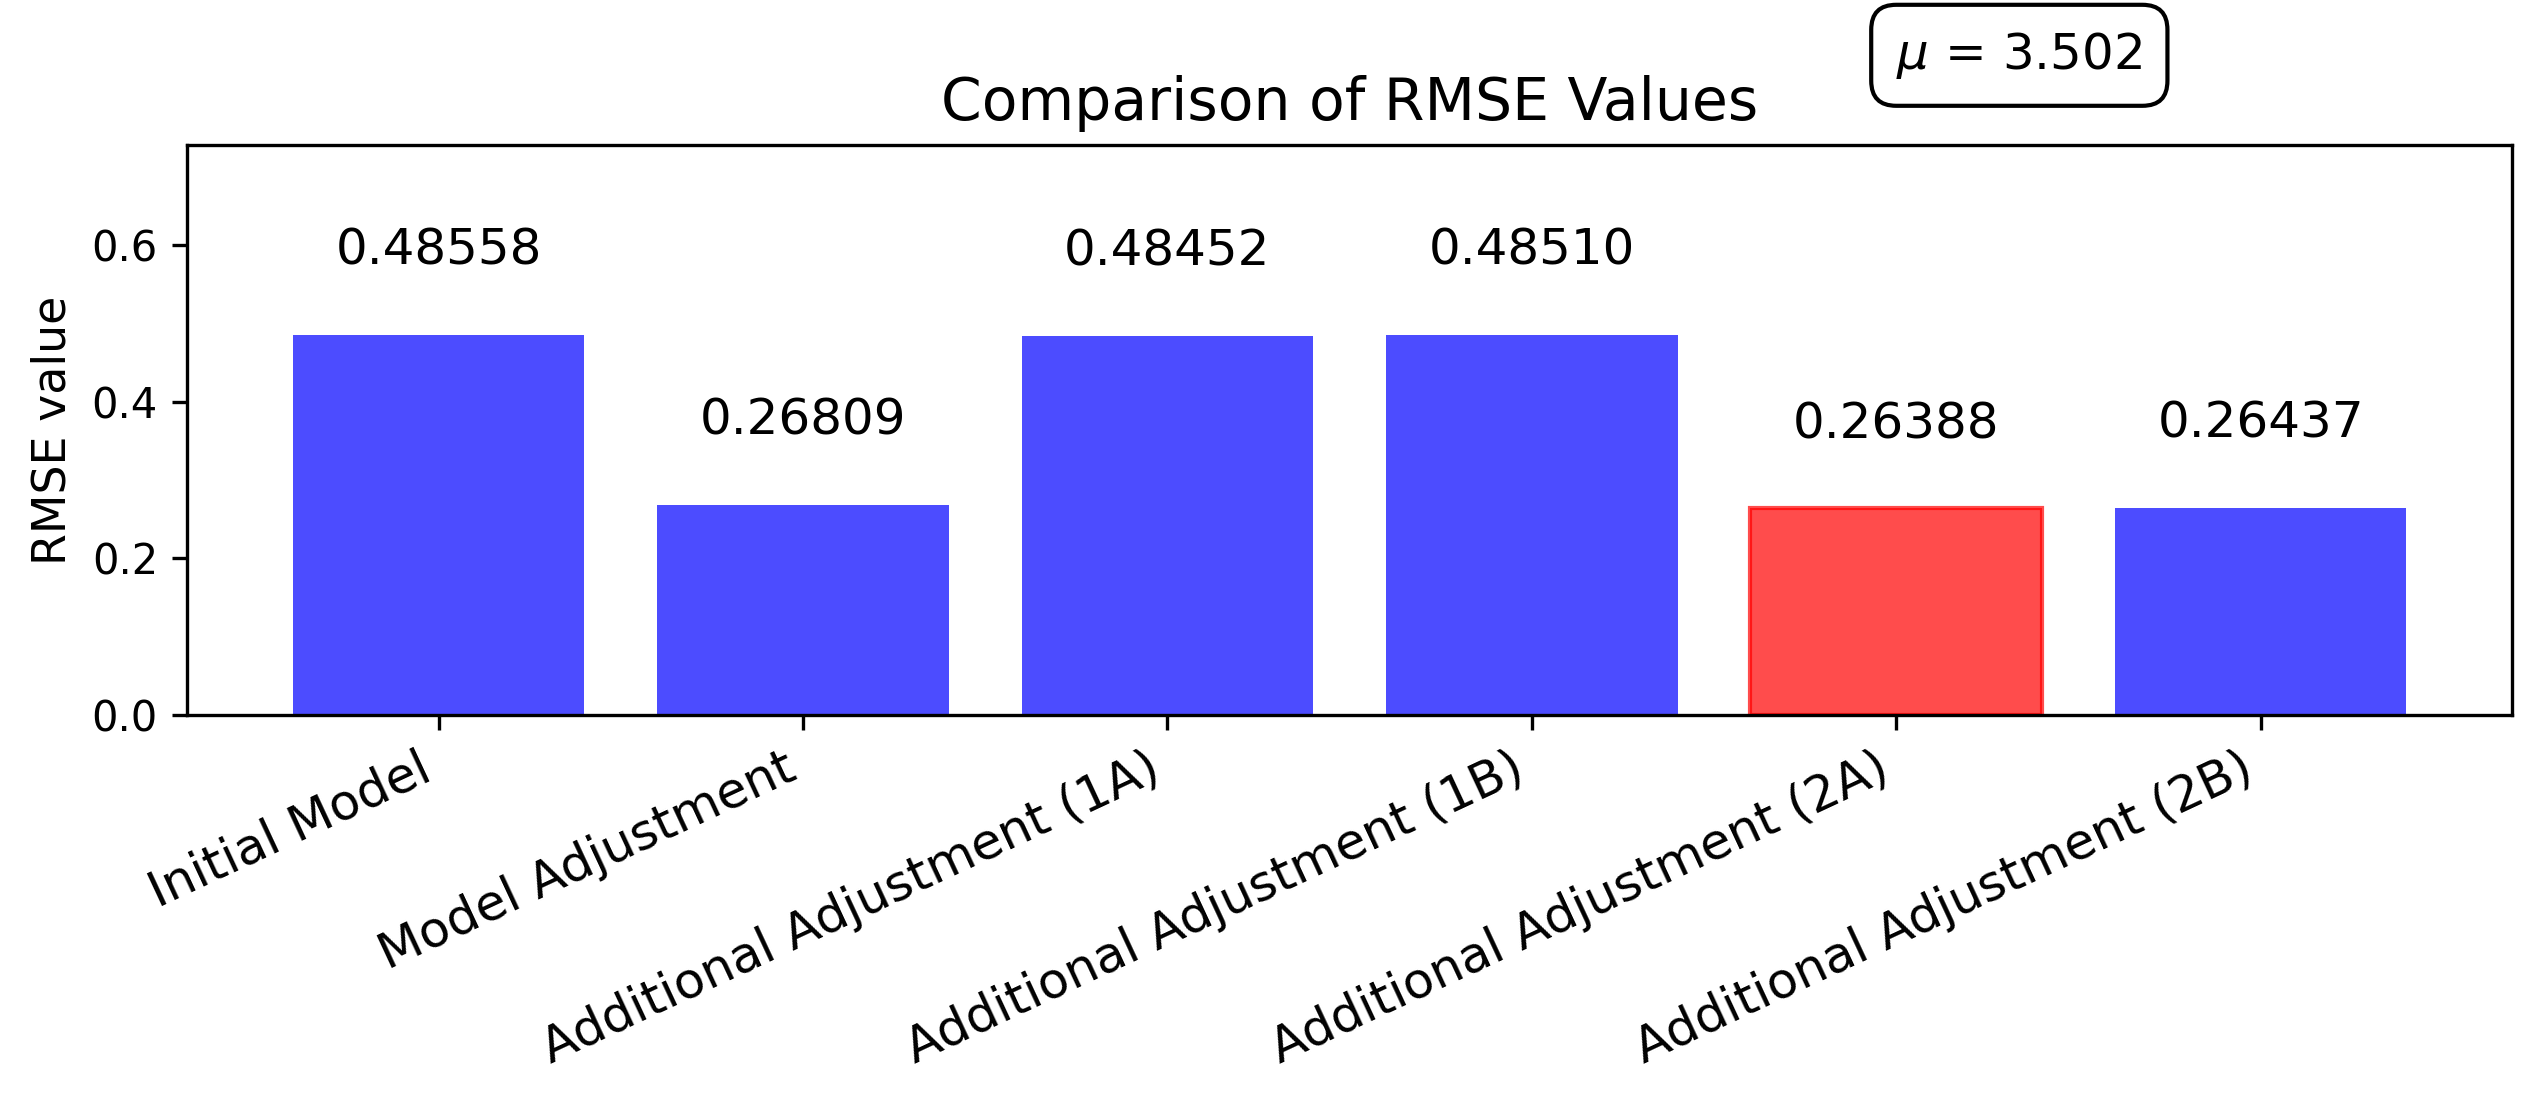 μ = 3.502
Comparison of RMSE Values
RMSE value
0.6
0.4
0.2
0.0
0.48558
0.26809
0.48452
0.48510
0.26388
0.26437
Initial Model
Model Adjustment
Additional Adjustment (1A)
Additional Adjustment (1B)
Additional Adjustment (2A)
Additional Adjustment (2B)